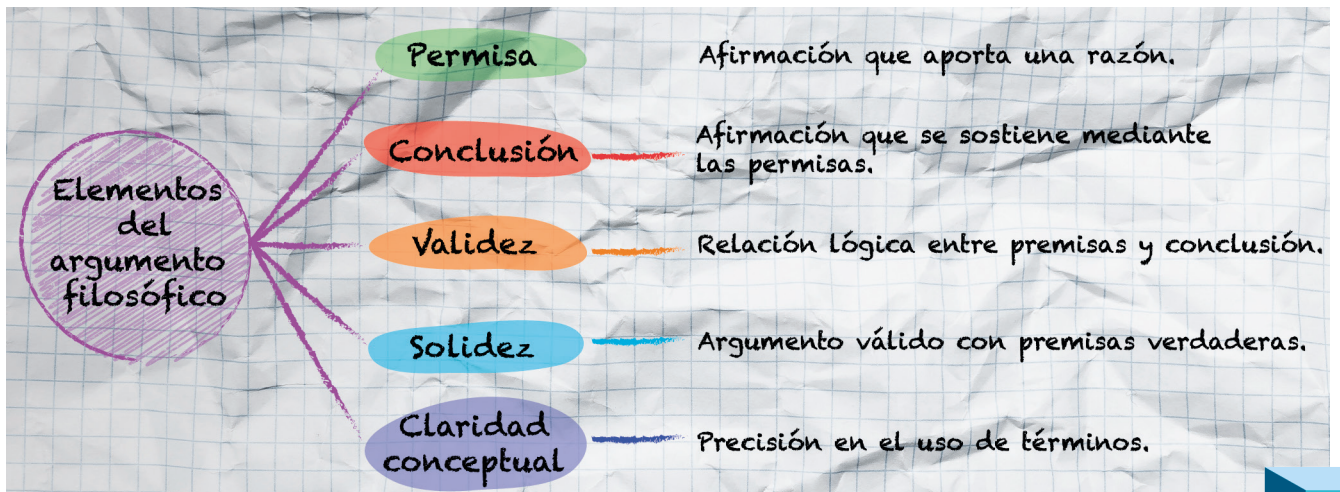 Elementos
del
argumento
filosófico
Permisa
Afirmación que aporta una razón.
Conclusión
Afirmación que se sostiene mediante
las permisas.
Validez
Relación lógica entre premisas y conclusión.
Solidez
Argumento válido con premisas verdaderas.
Claridad
conceptual
Precisión en el uso de términos.